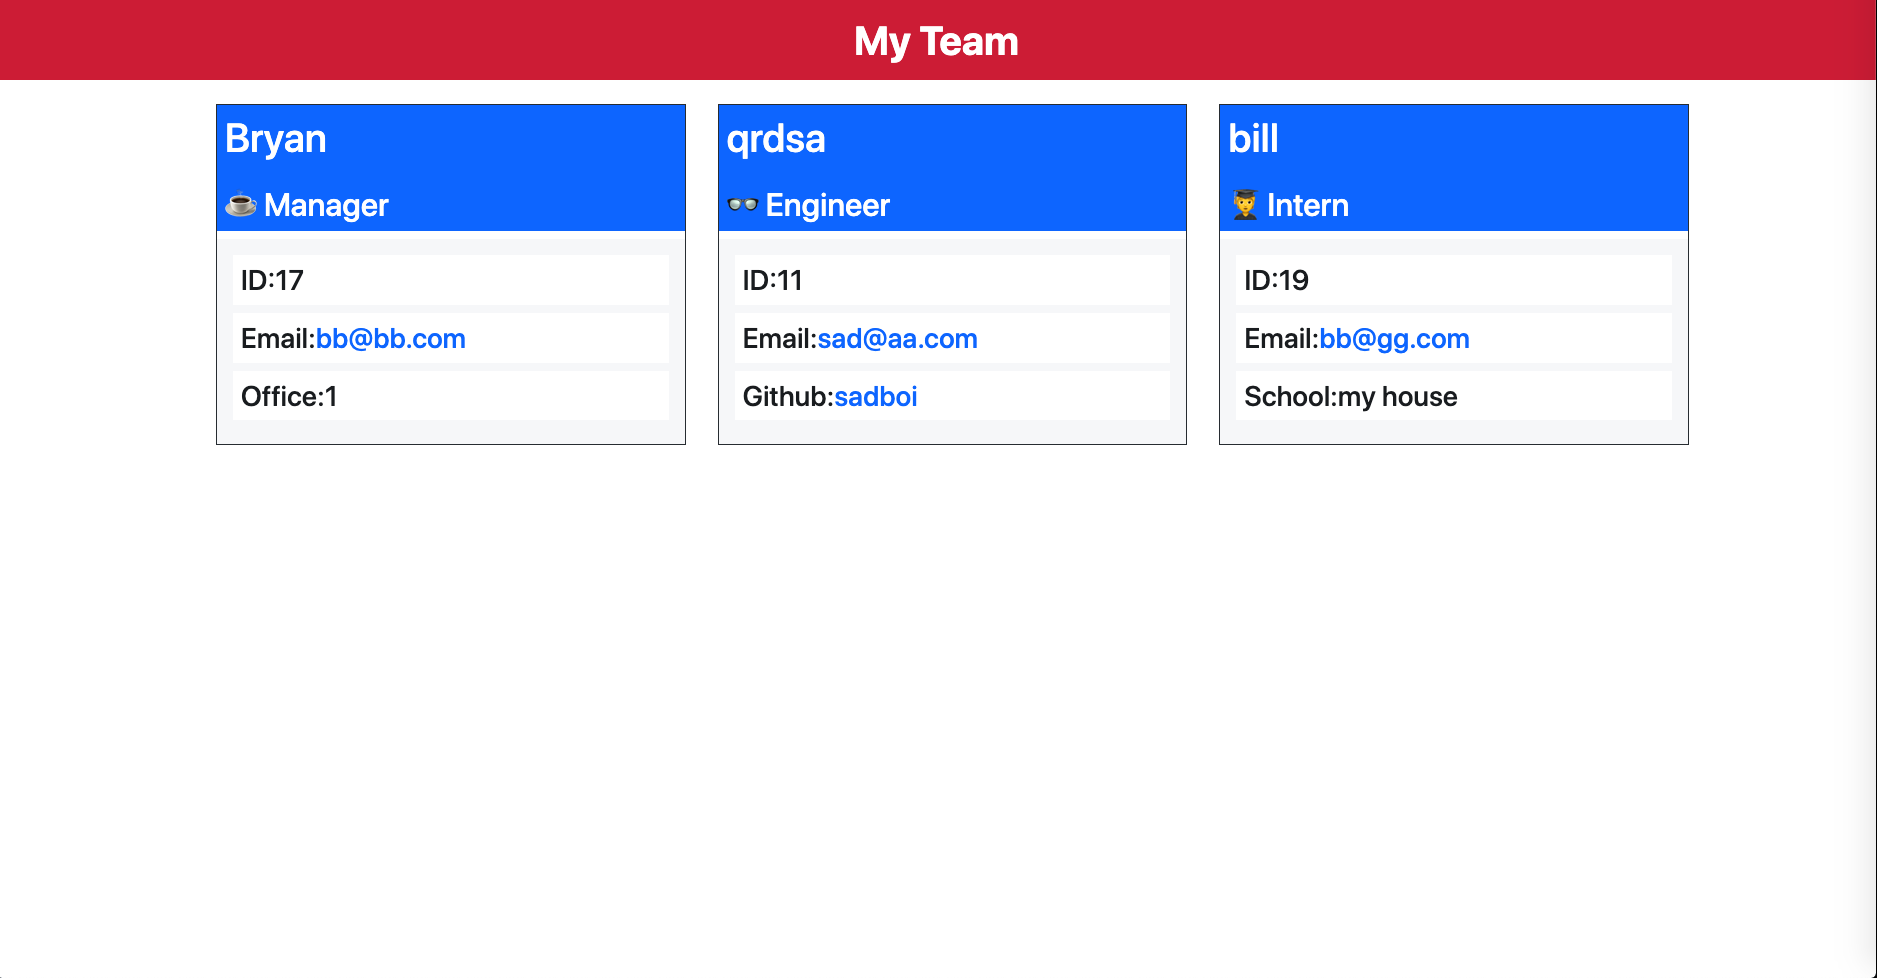 My Team
Bryan
Manager
ID:17
Email:bb@bb.com
Office:1
qrdsa
Engineer
ID:11
Email:sad@aa.com
Github:sadboi
bill
Intern
ID:19
Email:bb@gg.com
School:my house